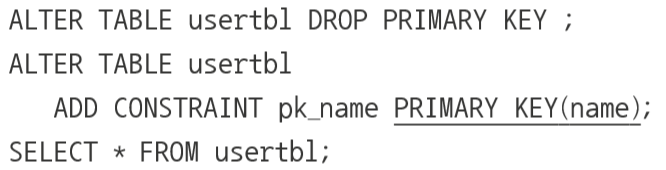 ALTER TABLE usertbl DROP PRIMARY KEY ;
ALTER TABLE usertbl
ADD CONSTRAINT pk_name PRIMARY KEY(name);
SELECT * FROM usertbl;